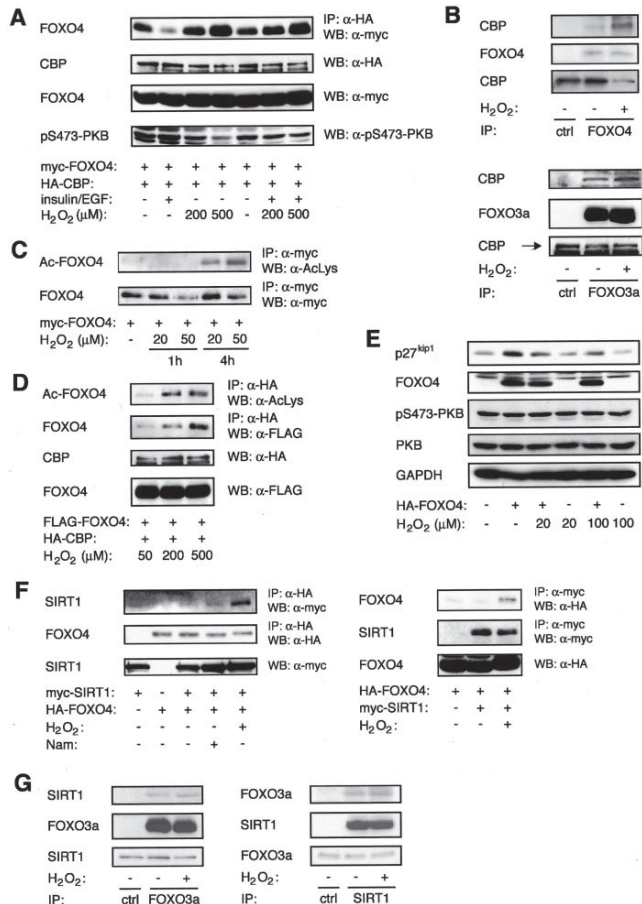 A
FOXO4 IP: α-HA
WB: α-myc
CBP WB: α-HA
FOXO4 WB: α-myc
pS473-PKB WB: α-pS473-PKB
myc-FOXO4: + + + + + + +
HA-CBP: + + + + + + +
insulin/EGF - + - - + + +
H2O2 (µM): - - 200 500 - 200 500
B
CBP
FOXO4
CBP
H2O2: - - +
IP: ctrl FOXO4
CBP
FOXO3a
CBP →
H2O2: - - +
IP: ctrl FOXO3a
C
Ac-FOXO4 IP: α-myc
WB: α-AcLys
FOXO4 IP: α-myc
WB: α-myc
myc-FOXO4: + + + + +
H2O2 (µM): - 20 50 20 50
1h 4h
D
Ac-FOXO4 IP: α-HA
WB: α-AcLys
FOXO4 IP: α-HA
WB: α-FLAG
CBP WB: α-HA
FOXO4 WB: α-FLAG
FLAG-FOXO4: + + +
HA-CBP: + + +
H2O2 (µM): 50 200 500
E
p27kip1
FOXO4
pS473-PKB
PKB
GAPDH
HA-FOXO4: - + + - + -
H2O2 (µM): - - 20 20 100 100
F
SIRT1 IP: α-HA
WB: α-myc
FOXO4 IP: α-HA
WB: α-HA
SIRT1 WB: α-myc
myc-SIRT1: + - + + +
HA-FOXO4: - + + + +
H2O2: - - - - +
Nam: - - - + -
FOXO4 IP: α-myc
WB: α-HA
SIRT1 IP: α-myc
WB: α-myc
FOXO4 WB: α-HA
HA-FOXO4: + + +
myc-SIRT1: - + +
H2O2: - - +
G
SIRT1
FOXO3a
SIRT1
H2O2: - - +
IP: ctrl FOXO3a
FOXO3a
SIRT1
FOXO3a
H2O2: - - +
IP: ctrl SIRT1